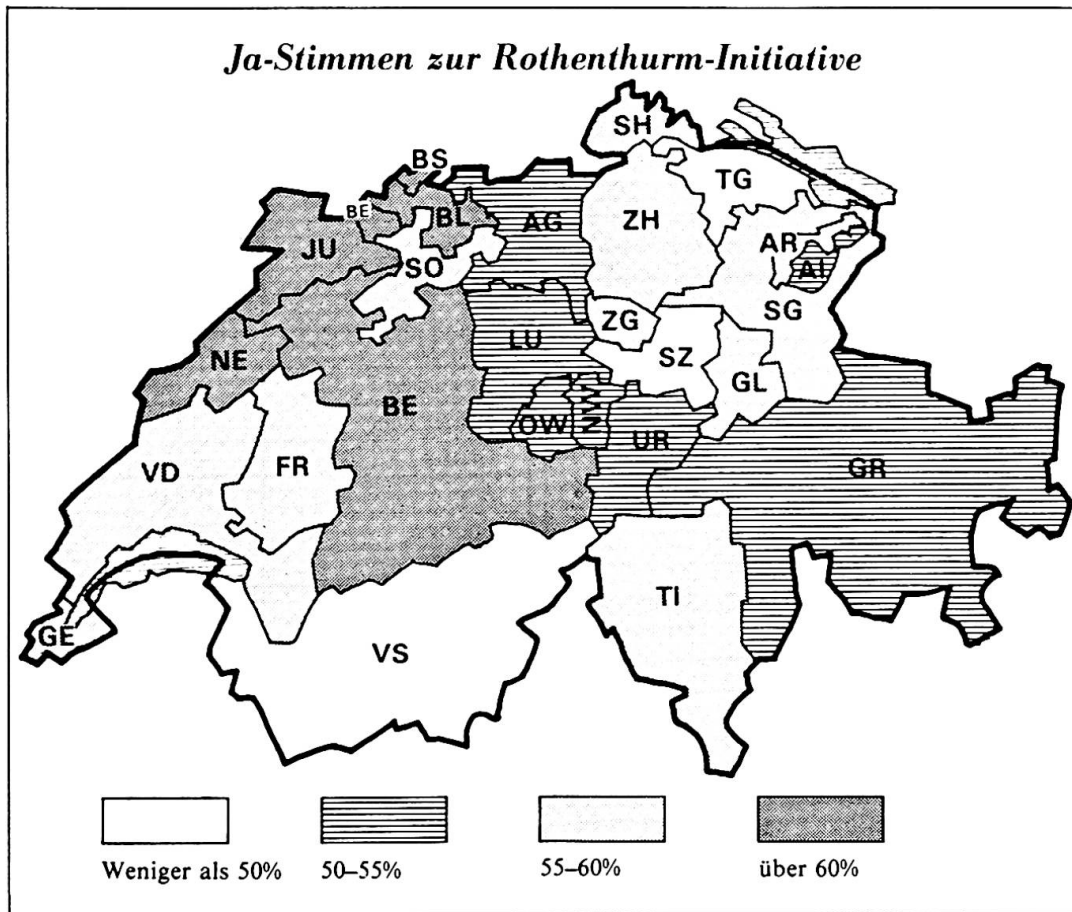 Ja-Stimmen zur Rothenthurm-Initiative
SH
BS
TG
BE
BL
AG
ZH
JU
AR
SO
AI
SG
ZG
LU
NE
SZ
GL
BE
NW
OW
UR
VD
FR
GR
TI
GE
VS
Weniger als 50%
50–55%
55–60%
über 60%